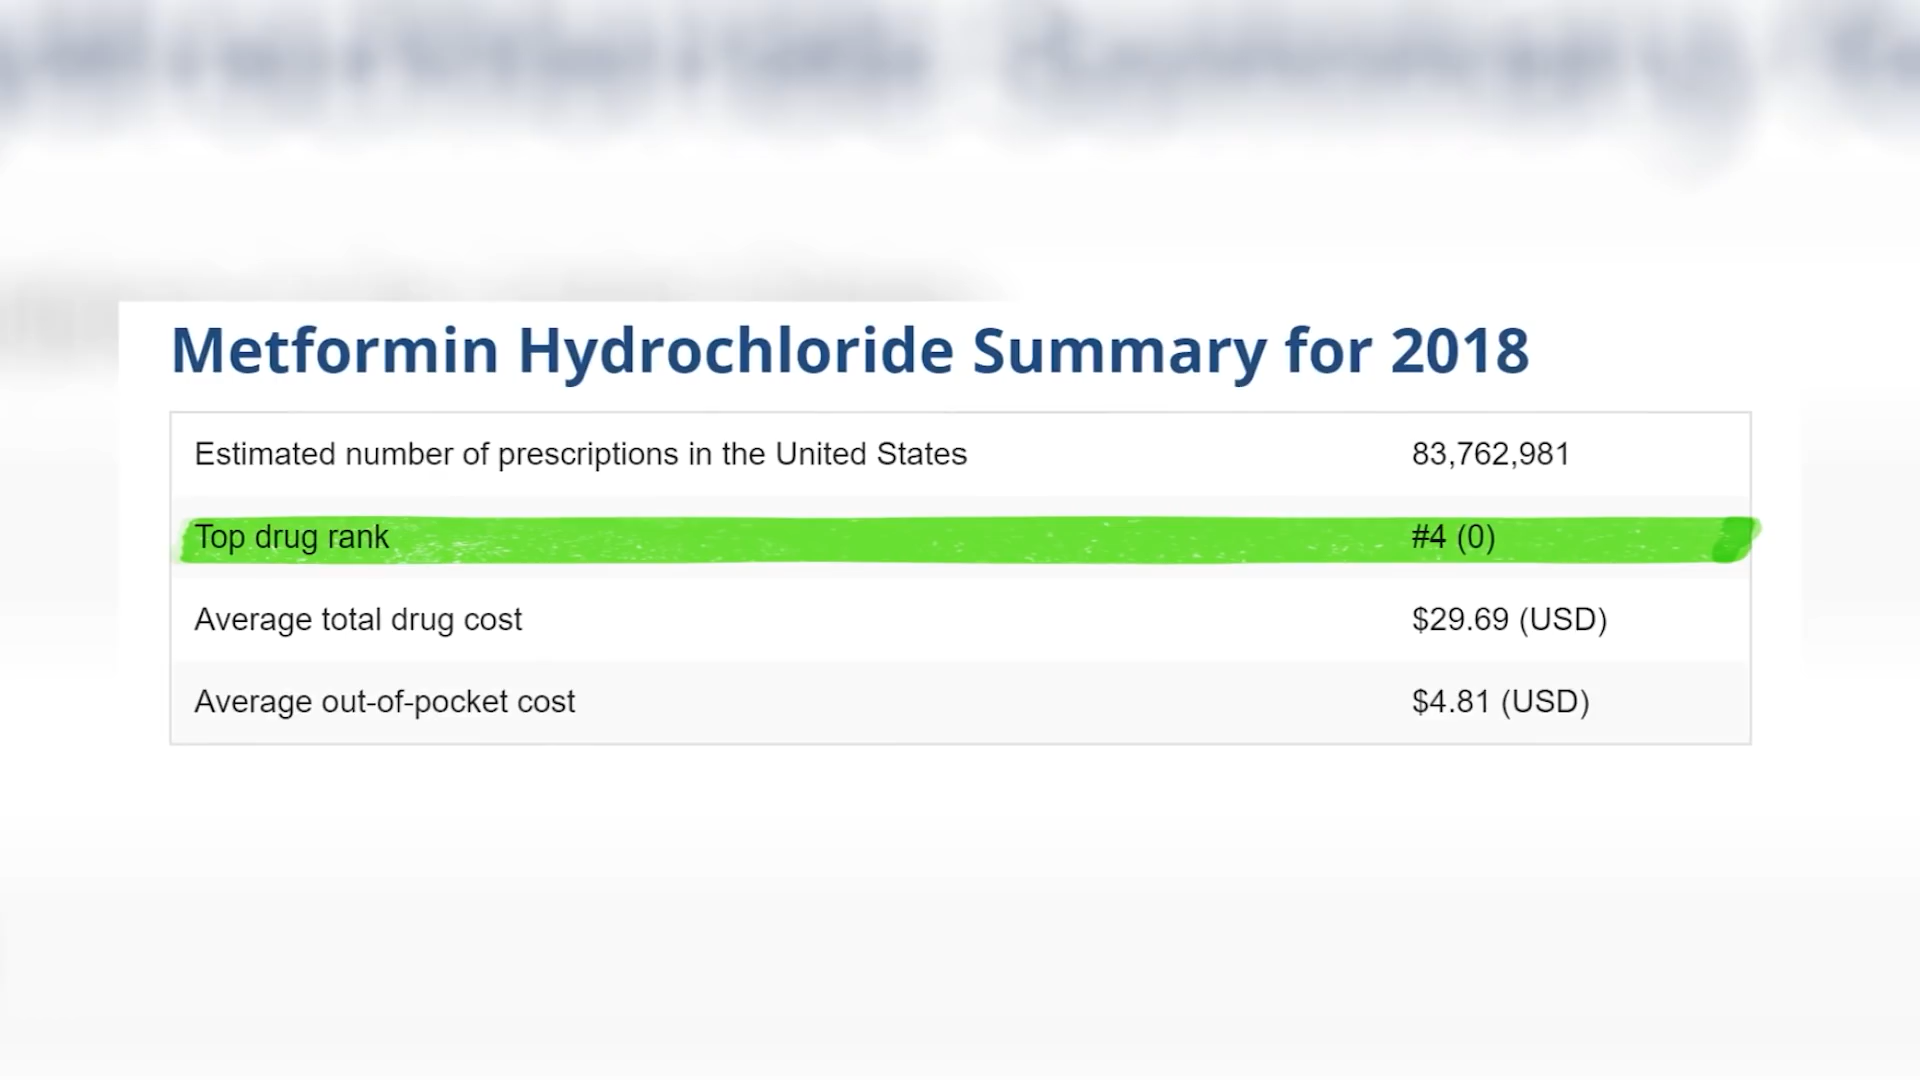 Metformin Hydrochloride Summary for 2018
Estimated number of prescriptions in the United States 83,762,981
Top drug rank #4 (0)
Average total drug cost $29.69 (USD)
Average out-of-pocket cost $4.81 (USD)